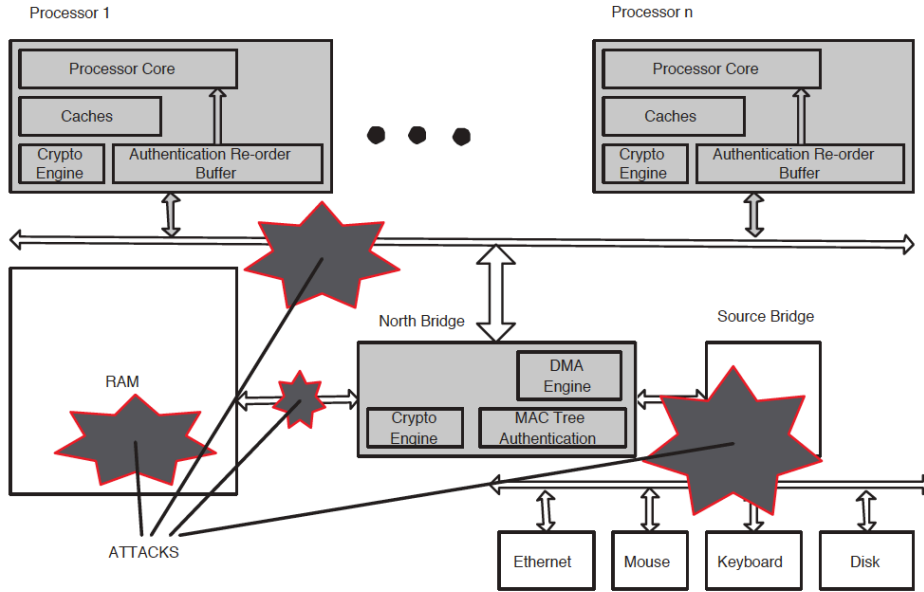 Processor 1
Processor n
Processor Core
Caches
Crypto
Engine
Authentication Re-order
Buffer
Processor Core
Caches
Crypto
Engine
Authentication Re-order
Buffer
North Bridge
Source Bridge
RAM
DMA
Engine
Crypto
Engine
MAC Tree
Authentication
ATTACKS
Ethernet
Mouse
Keyboard
Disk